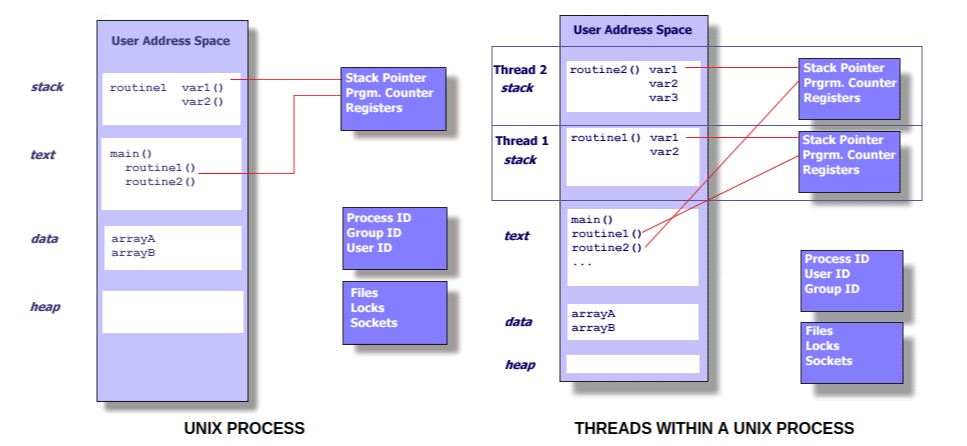 User Address Space
stack
routine1 var1()
var2()
Stack Pointer
Prgm. Counter
Registers
text
main()
routine1()
routine2()
data
arrayA
arrayB
Process ID
Group ID
User ID
heap
Files
Locks
Sockets
UNIX PROCESS
User Address Space
Thread 2
stack
routine2() var1
var2
var3
Stack Pointer
Prgrm. Counter
Registers
Thread 1
stack
routine1() var1
var2
Stack Pointer
Prgrm. Counter
Registers
text
main()
routine1()
routine2()
...
Process ID
User ID
Group ID
data
arrayA
arrayB
Files
Locks
Sockets
heap
THREADS WITHIN A UNIX PROCESS